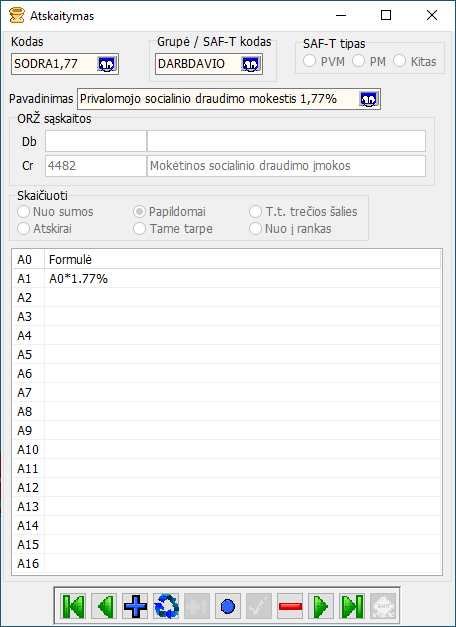 Atskaitymas
Kodas
Grupė / SAF-T kodas
SAF-T tipas
SODRA1,77
DARBDAVIO
PVM
PM
Kitas
Pavadinimas
Privalomojo socialinio draudimo mokestis 1,77%
ORŽ sąskaitos
Db
Cr
4482
Mokėtinos socialinio draudimo įmokos
Skaičiuoti
Nuo sumos
Papildomai
T.t. trečios šalies
Atskirai
Tame tarpe
Nuo į rankas
A0 Formulė
A1 A0*1.77%
A2
A3
A4
A5
A6
A7
A8
A9
A10
A11
A12
A13
A14
A15
A16